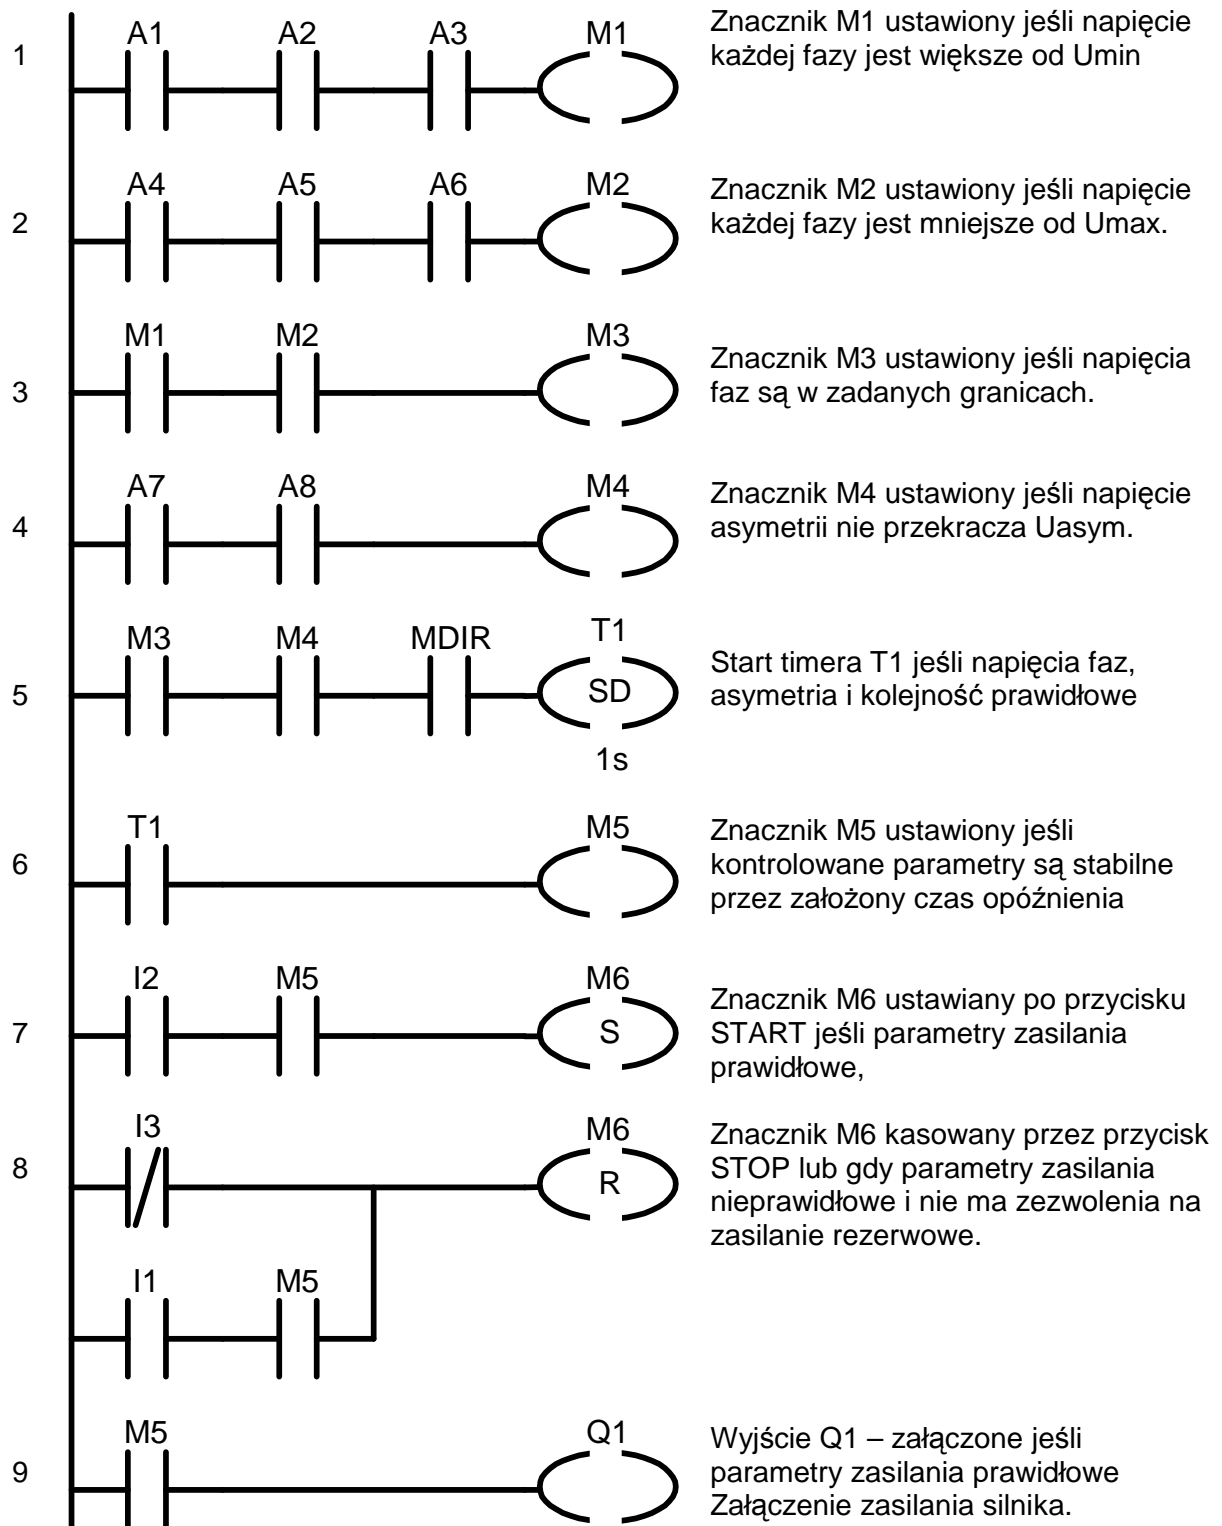 1
A1 A2 A3 M1
Znacznik M1 ustawiony jeśli napięcie
każdej fazy jest większe od Umin
2
A4 A5 A6 M2
Znacznik M2 ustawiony jeśli napięcie
każdej fazy jest mniejsze od Umax.
3
M1 M2 M3
Znacznik M3 ustawiony jeśli napięcia
faz są w zadanych granicach.
4
A7 A8 M4
Znacznik M4 ustawiony jeśli napięcie
asymetrii nie przekracza Uasym.
5
M3 M4 MDIR T1
SD
1s
Start timera T1 jeśli napięcia faz,
asymetria i kolejność prawidłowe
6
T1 M5
Znacznik M5 ustawiony jeśli
kontrolowane parametry są stabilne
przez założony czas opóźnienia
7
I2 M5 M6
S
Znacznik M6 ustawiany po przycisku
START jeśli parametry zasilania
prawidłowe,
8
I3 M6
R
I1 M5
Znacznik M6 kasowany przez przycisk
STOP lub gdy parametry zasilania
nieprawidłowe i nie ma zezwolenia na
zasilanie rezerwowe.
9
M5 Q1
Wyjście Q1 – załączone jeśli
parametry zasilania prawidłowe
Załączenie zasilania silnika.